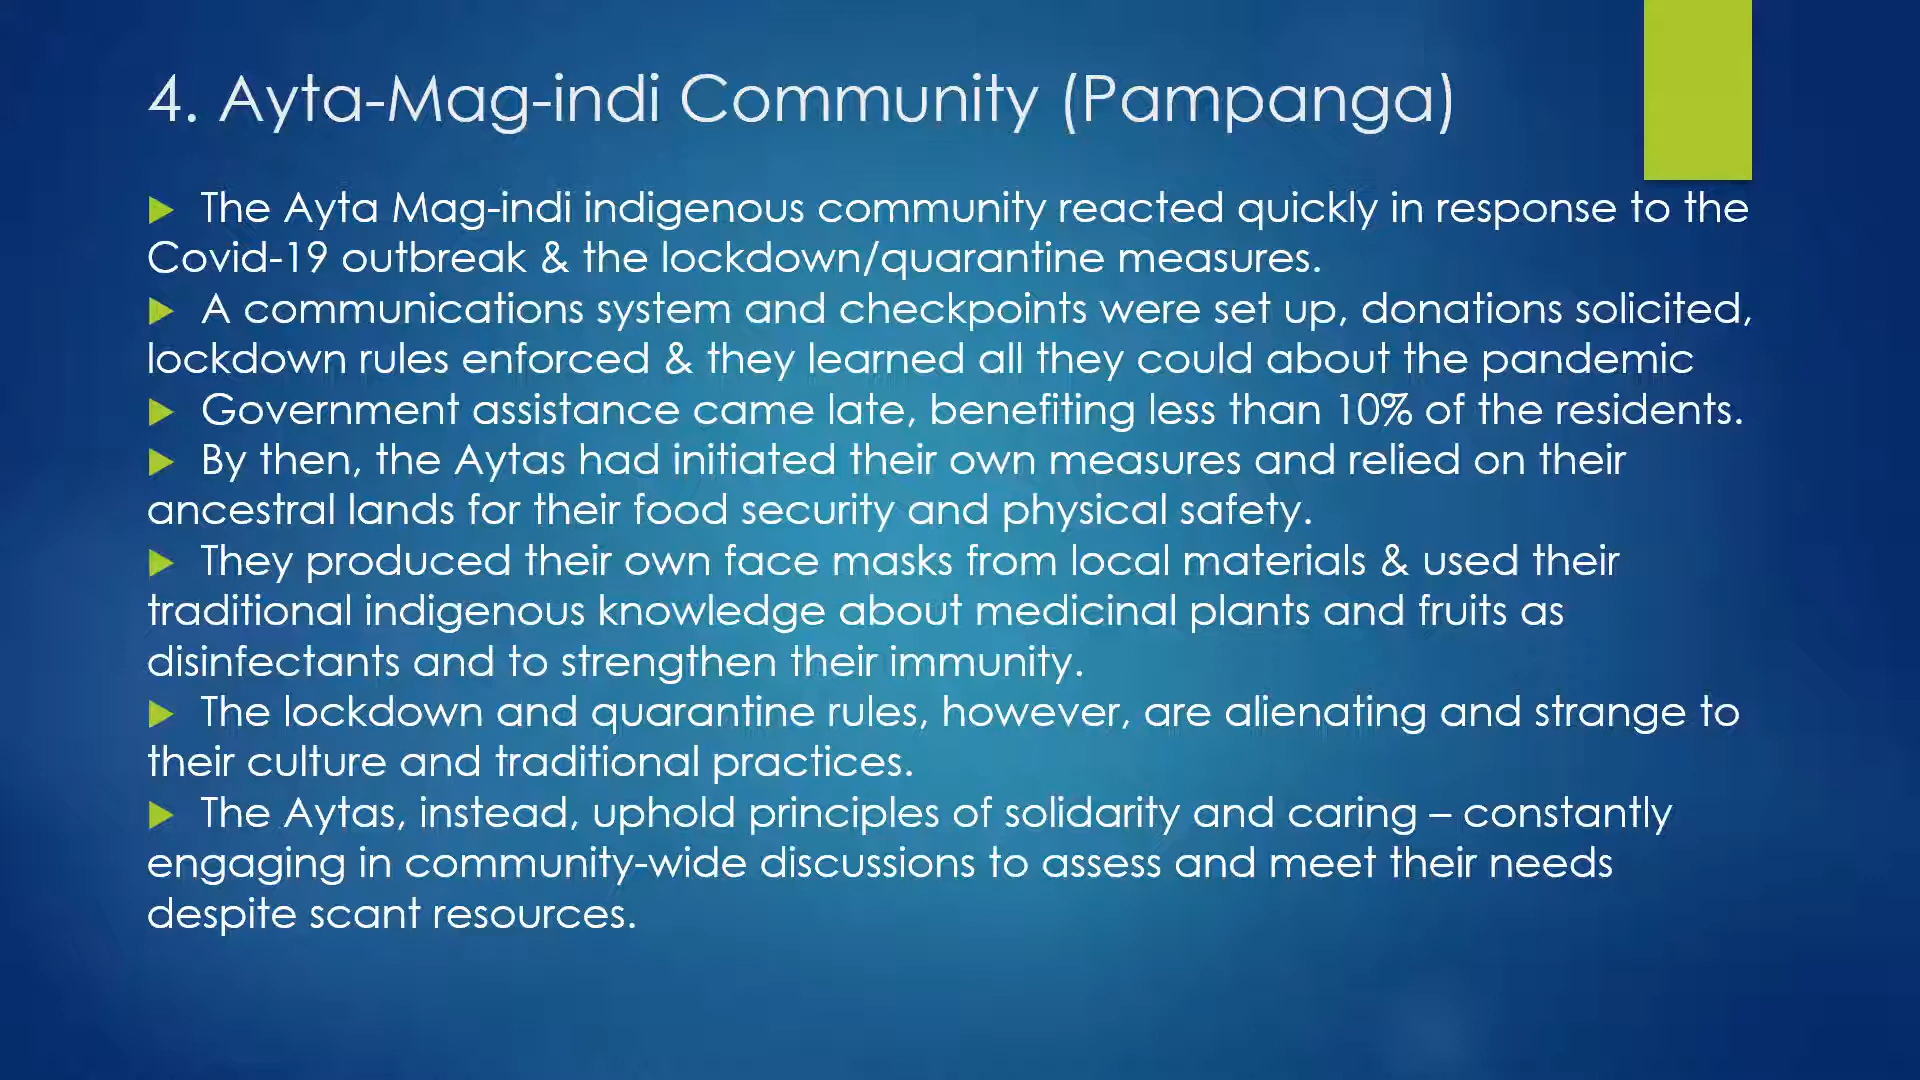 4. Ayta-Mag-indi Community (Pampanga)
The Ayta Mag-indi indigenous community reacted quickly in response to the
Covid-19 outbreak & the lockdown/quarantine measures.
A communications system and checkpoints were set up, donations solicited,
lockdown rules enforced & they learned all they could about the pandemic
Government assistance came late, benefiting less than 10% of the residents.
By then, the Aytas had initiated their own measures and relied on their
ancestral lands for their food security and physical safety.
They produced their own face masks from local materials & used their
traditional indigenous knowledge about medicinal plants and fruits as
disinfectants and to strengthen their immunity.
The lockdown and quarantine rules, however, are alienating and strange to
their culture and traditional practices.
The Aytas, instead, uphold principles of solidarity and caring – constantly
engaging in community-wide discussions to assess and meet their needs
despite scant resources.